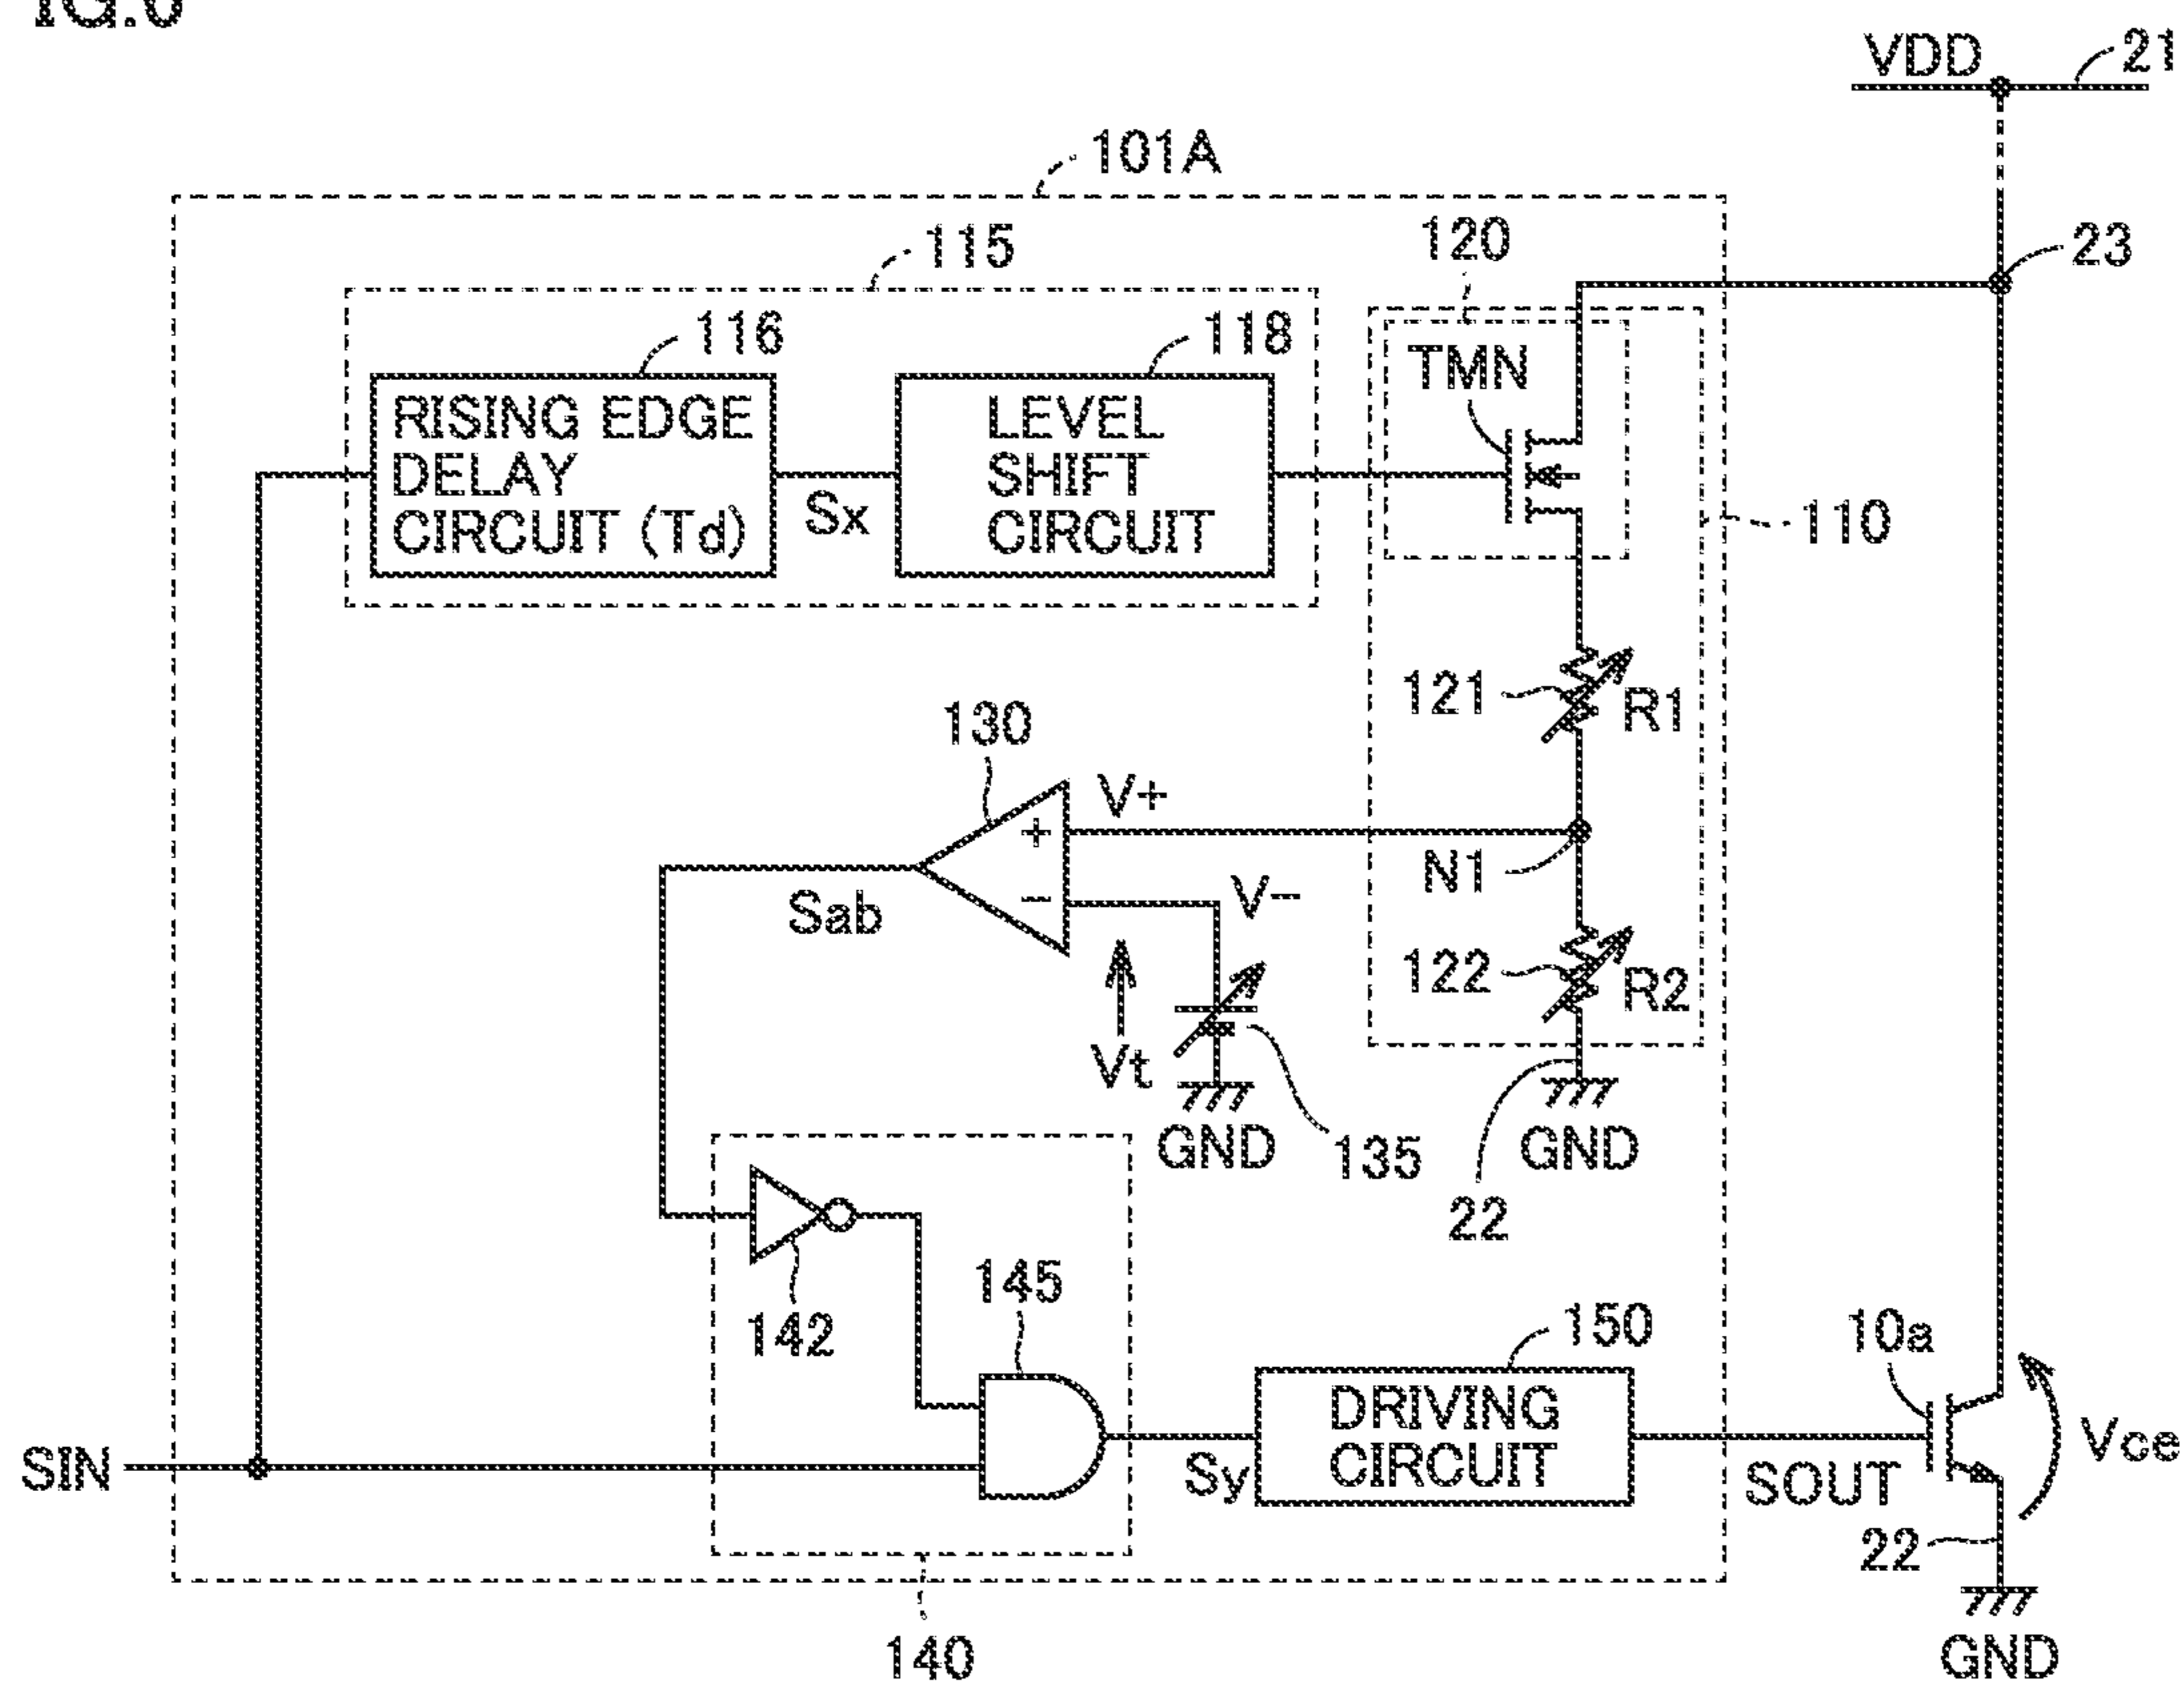 IG.6
VDD
21
101A
115
120
23
116
118
TMN
RISING EDGE
DELAY
CIRCUIT (Td)
Sx
LEVEL
SHIFT
CIRCUIT
110
121
R1
130
V+
+
N1
V−
−
Sab
122
R2
Vt
GND
135
GND
22
142
145
150
10a
DRIVING
CIRCUIT
Vce
SIN
Sy
SOUT
22
140
GND